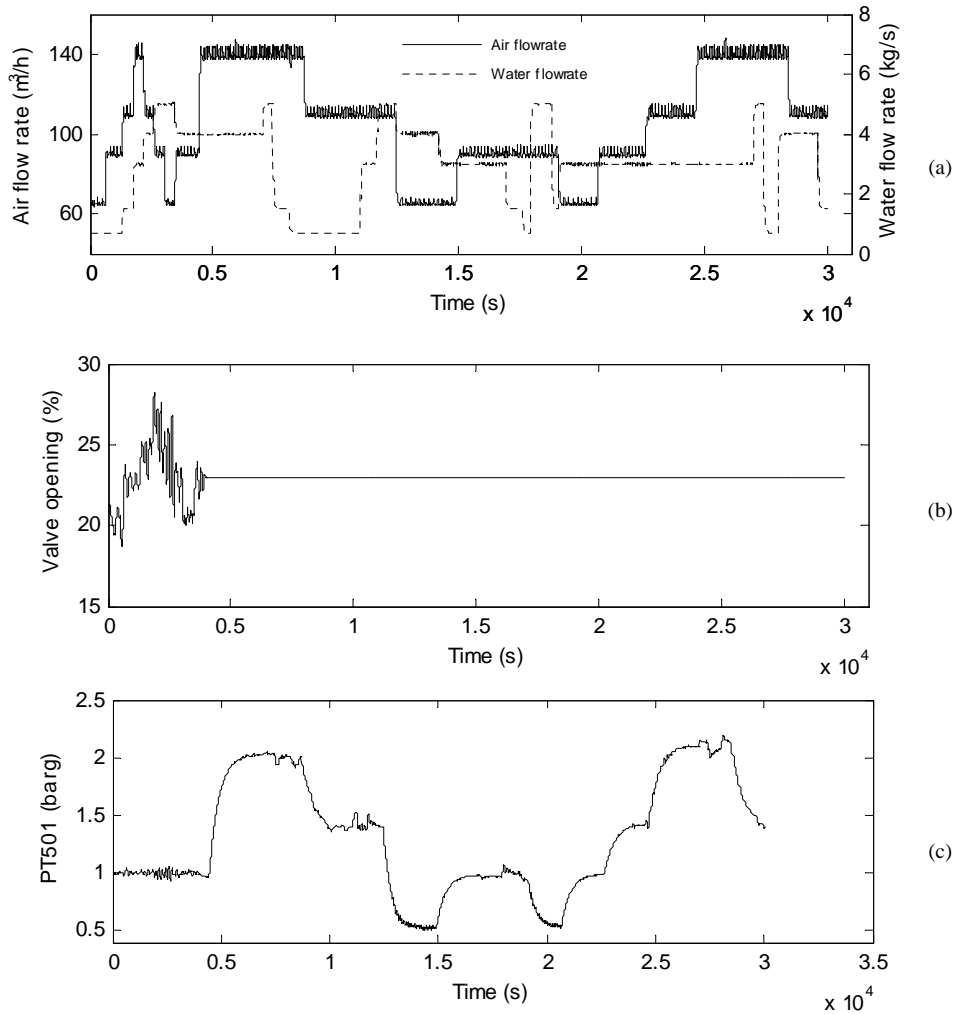 8
140
100
60
Air flow rate (m³/h)
Air flowrate
Water flowrate
6
4
2
0
Water flow rate (kg/s)
(a)
0 0.5 1 1.5 2 2.5 3
Time (s)
x 10⁴
30
25
20
15
Valve opening (%)
(b)
0 0.5 1 1.5 2 2.5 3
Time (s)
x 10⁴
2.5
2
1.5
1
0.5
PT501 (barg)
(c)
0 0.5 1 1.5 2 2.5 3 3.5
Time (s)
x 10⁴